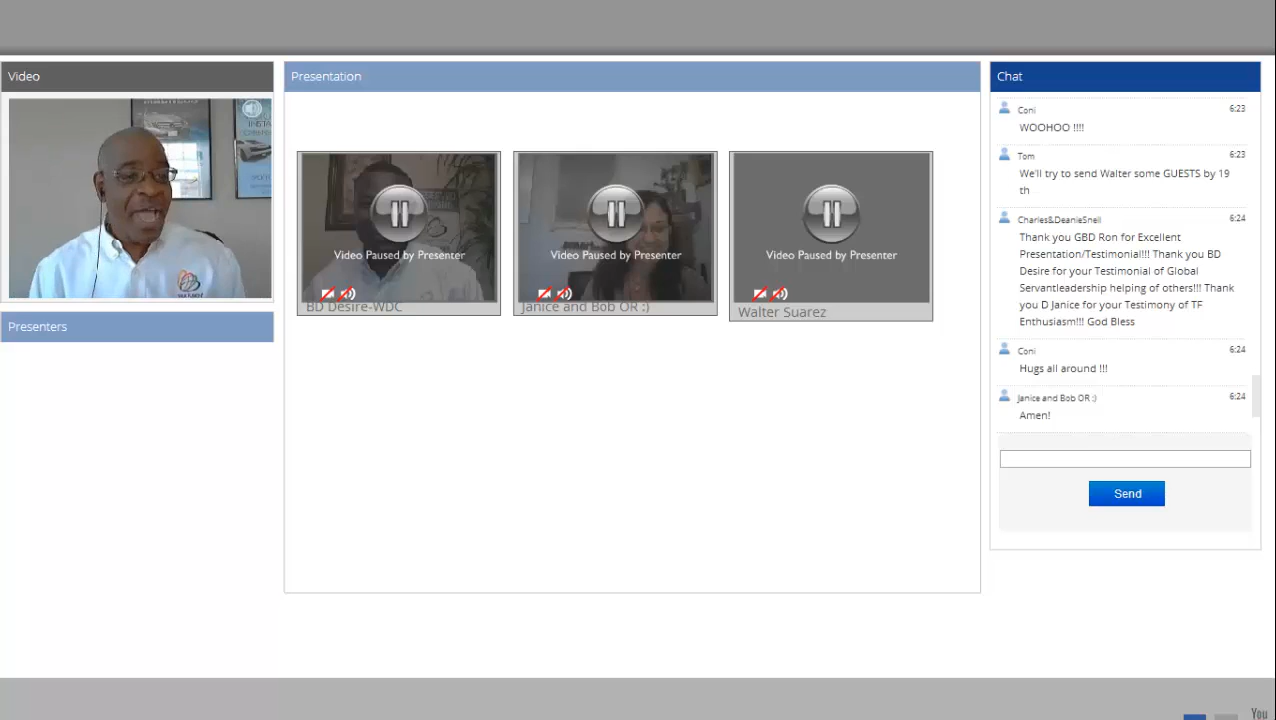 Video
Presentation
Chat
Coni
6:23
WOOHOO !!!!
Tom
6:23
We'll try to send Walter some GUESTS by 19
th
Charles&DeanieSnell
6:24
Thank you GBD Ron for Excellent
Presentation/Testimonial!!! Thank you BD
Desire for your Testimonial of Global
Servantleadership helping of others!!! Thank
you D Janice for your Testimony of TF
Enthusiasm!!! God Bless
Coni
6:24
Hugs all around !!!
Janice and Bob OR :)
6:24
Amen!
Send
Video Paused by Presenter
BD Desire-WDC
Video Paused by Presenter
Janice and Bob OR :)
Video Paused by Presenter
Walter Suarez
Presenters
You